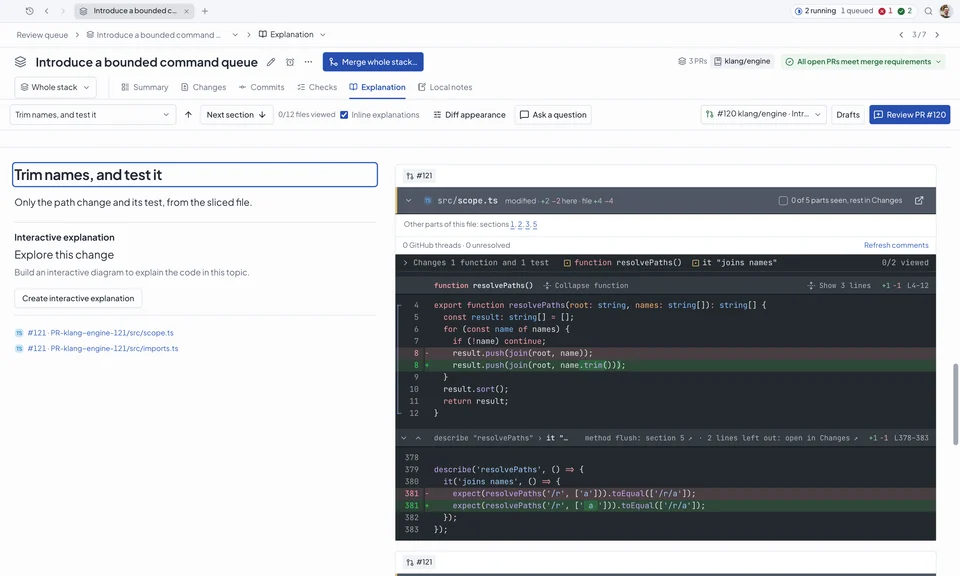 Introduce a bounded c... × +
2 running 1 queued 1 2
Review queue > Introduce a bounded command ... > Explanation
3/7
Introduce a bounded command queue ... Merge whole stack...
3 PRs klang/engine All open PRs meet merge requirements
Whole stack Summary Changes Commits Checks Explanation Local notes
Trim names, and test it ↑ Next section ↓ 0/12 files viewed Inline explanations Diff appearance Ask a question
#120 klang/engine · Intr... Drafts Review PR #120
Trim names, and test it
Only the path change and its test, from the sliced file.
Interactive explanation
Explore this change
Build an interactive diagram to explain the code in this topic.
Create interactive explanation
TS #121 · PR-klang-engine-121/src/scope.ts
TS #121 · PR-klang-engine-121/src/imports.ts
#121
TS src/scope.ts modified · +2 −2 here · file +4 −4 0 of 5 parts seen, rest in Changes
Other parts of this file: sections 1, 2, 3, 5
0 GitHub threads · 0 unresolved Refresh comments
> Changes 1 function and 1 test function resolvePaths() it "joins names" 0/2 viewed
function resolvePaths() Collapse function Show 3 lines +1 -1 L4-12
4 export function resolvePaths(root: string, names: string[]): string[] {
5 const result: string[] = [];
6 for (const name of names) {
7 if (!name) continue;
8 - result.push(join(root, name));
8 + result.push(join(root, name.trim()));
9 }
10 result.sort();
11 return result;
12 }
describe "resolvePaths" › it "… method flush: section 5 ↗ · 2 lines left out: open in Changes ↗ +1 -1 L378-383
378
379 describe('resolvePaths', () => {
380 it('joins names', () => {
381 - expect(resolvePaths('/r', ['a'])).toEqual(['/r/a']);
381 + expect(resolvePaths('/r', [' a '])).toEqual(['/r/a']);
382 });
383 });
#121